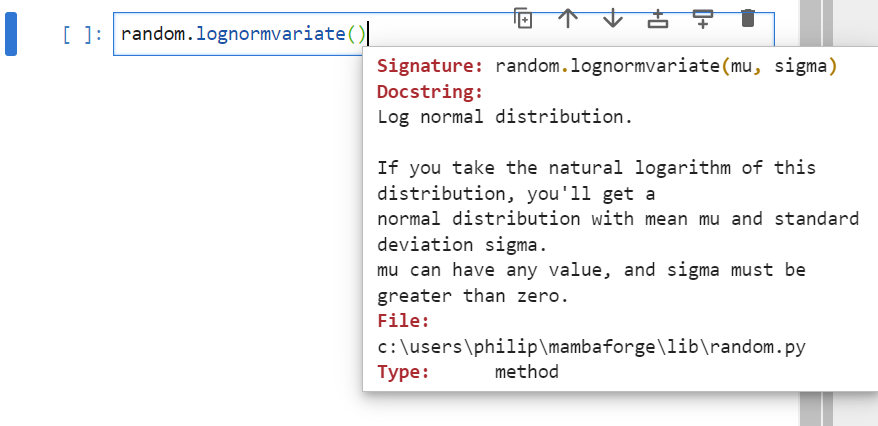 [ ]: random.lognormvariate()
Signature: random.lognormvariate(mu, sigma)
Docstring:
Log normal distribution.
If you take the natural logarithm of this
distribution, you'll get a
normal distribution with mean mu and standard
deviation sigma.
mu can have any value, and sigma must be
greater than zero.
File:
c:\users\philip\mambaforge\lib\random.py
Type: method